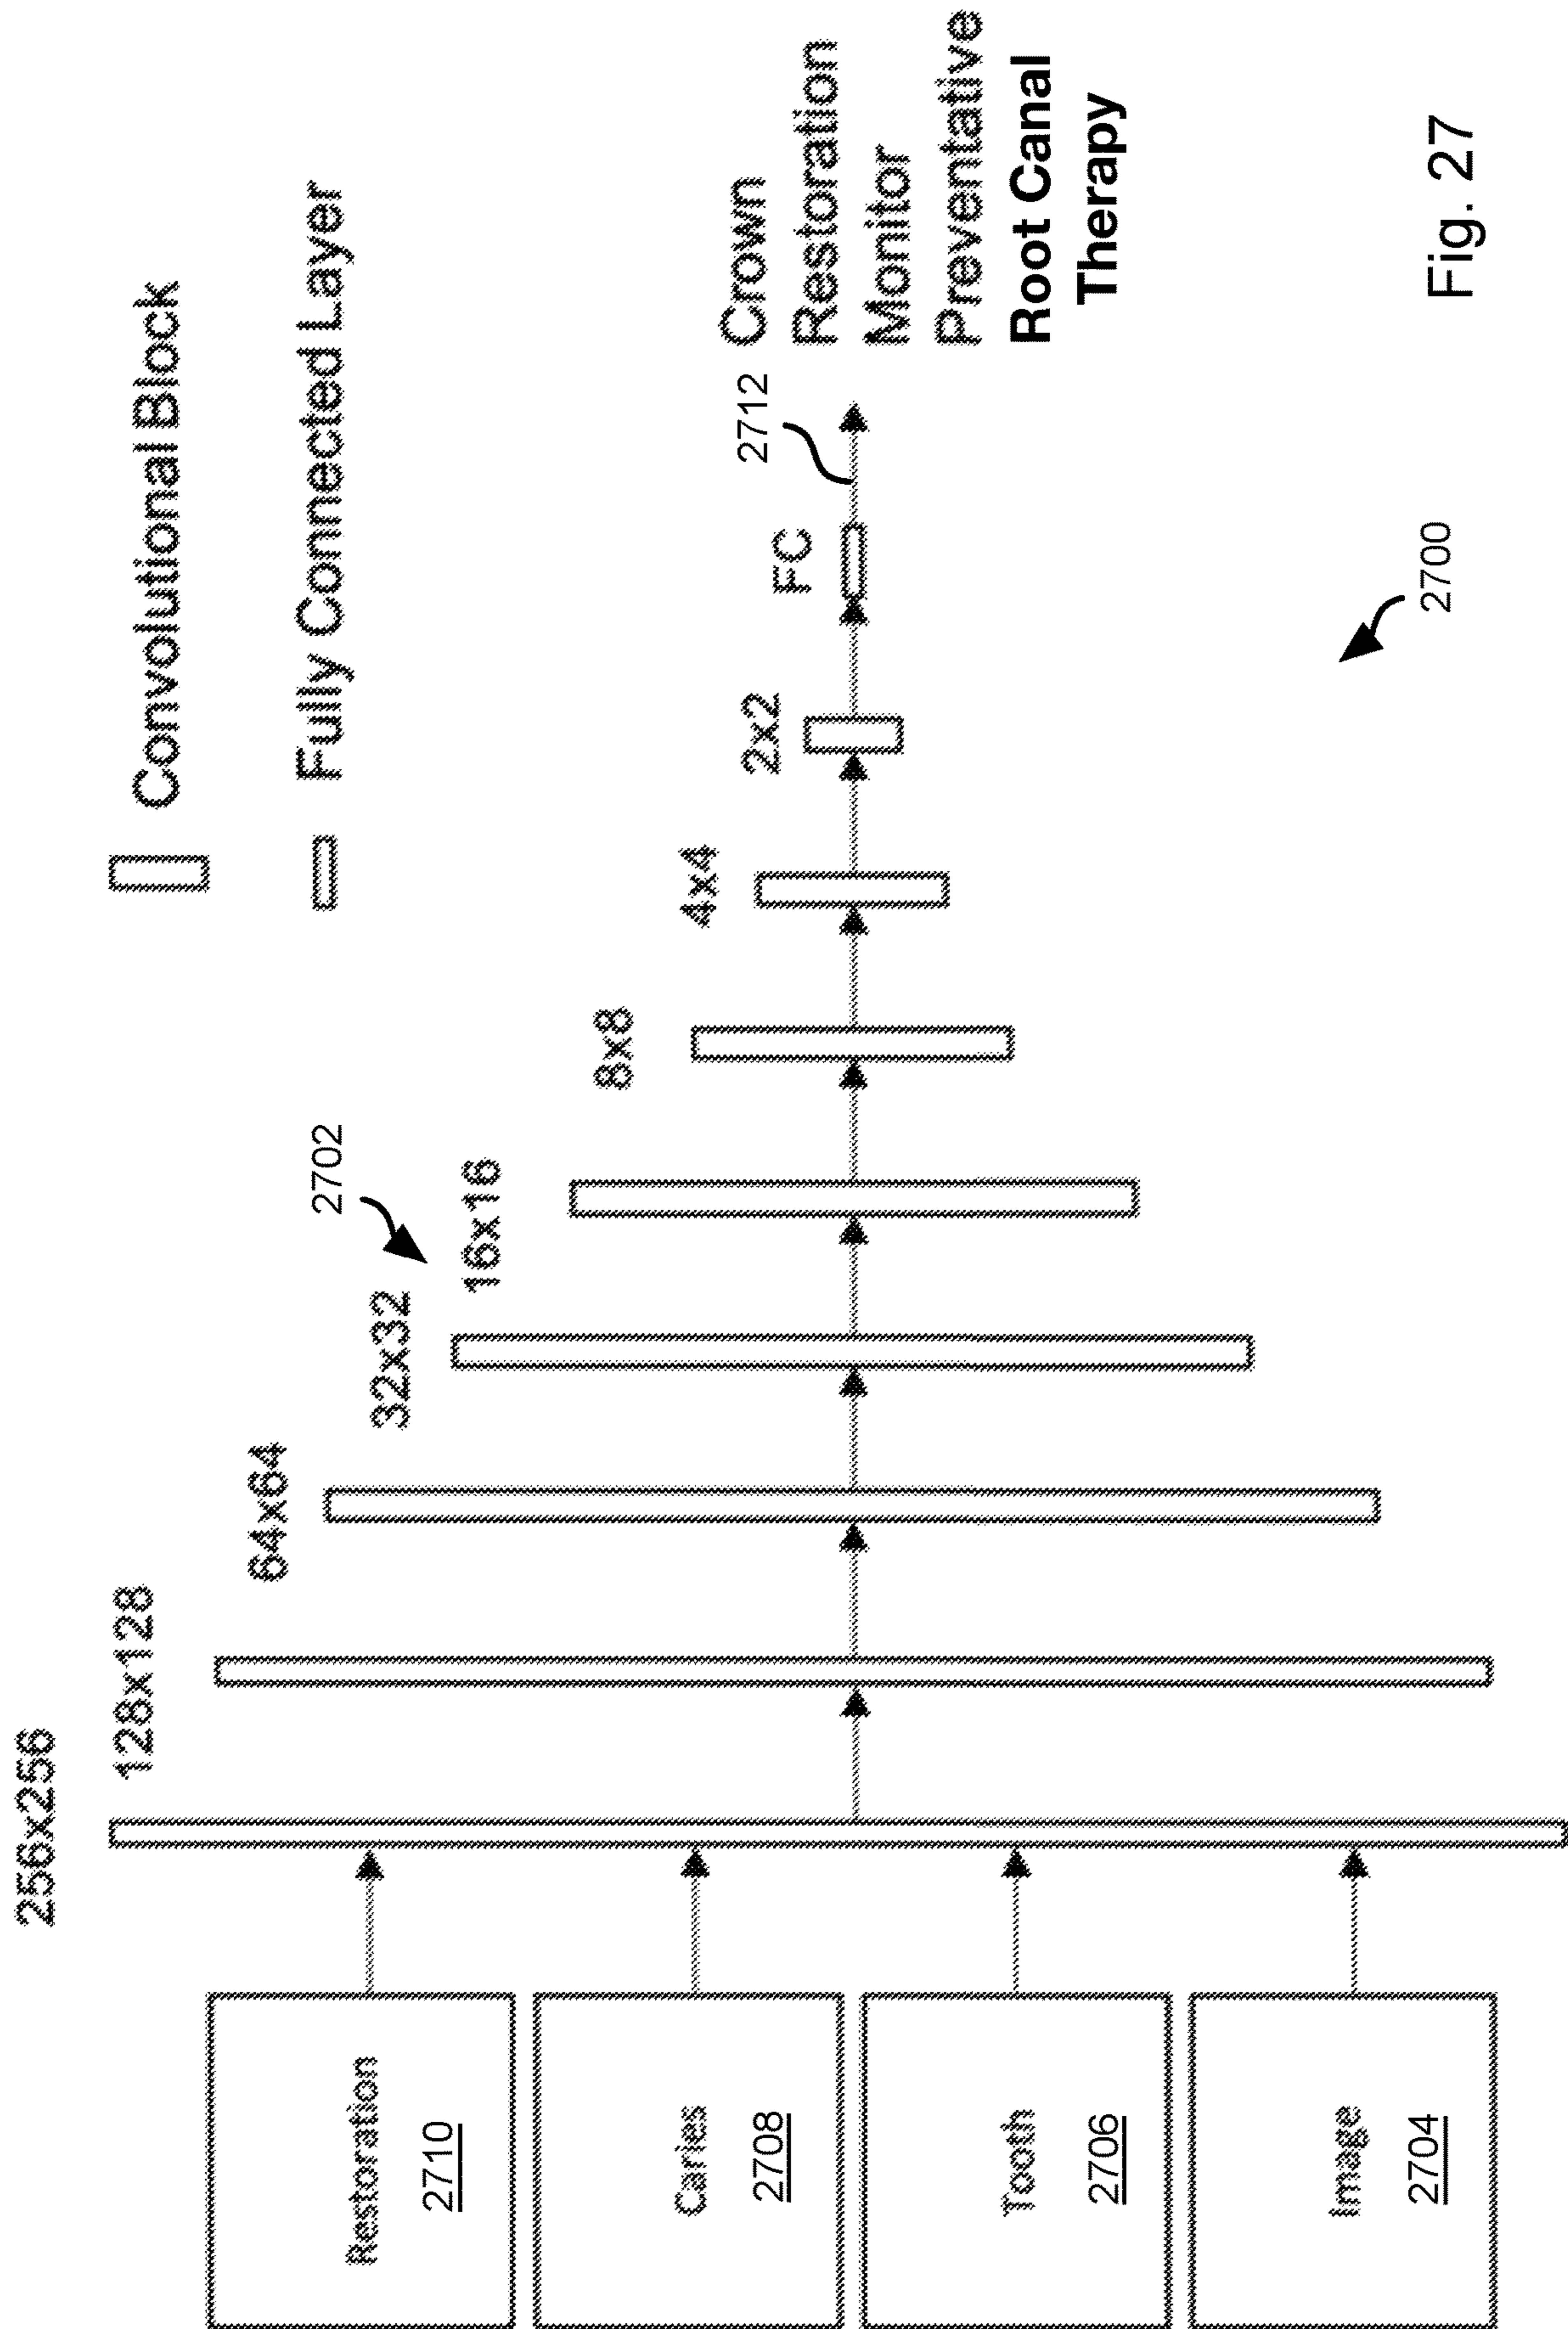 Convolutional Block
Fully Connected Layer
256x256
128x128
64x64
32x32
2702
16x16
8x8
4x4
2x2
FC
2712
Restoration
2710
Caries
2708
Tooth
2706
Image
2704
Crown
Restoration
Monitor
Preventative
Root Canal
Therapy
2700
Fig. 27